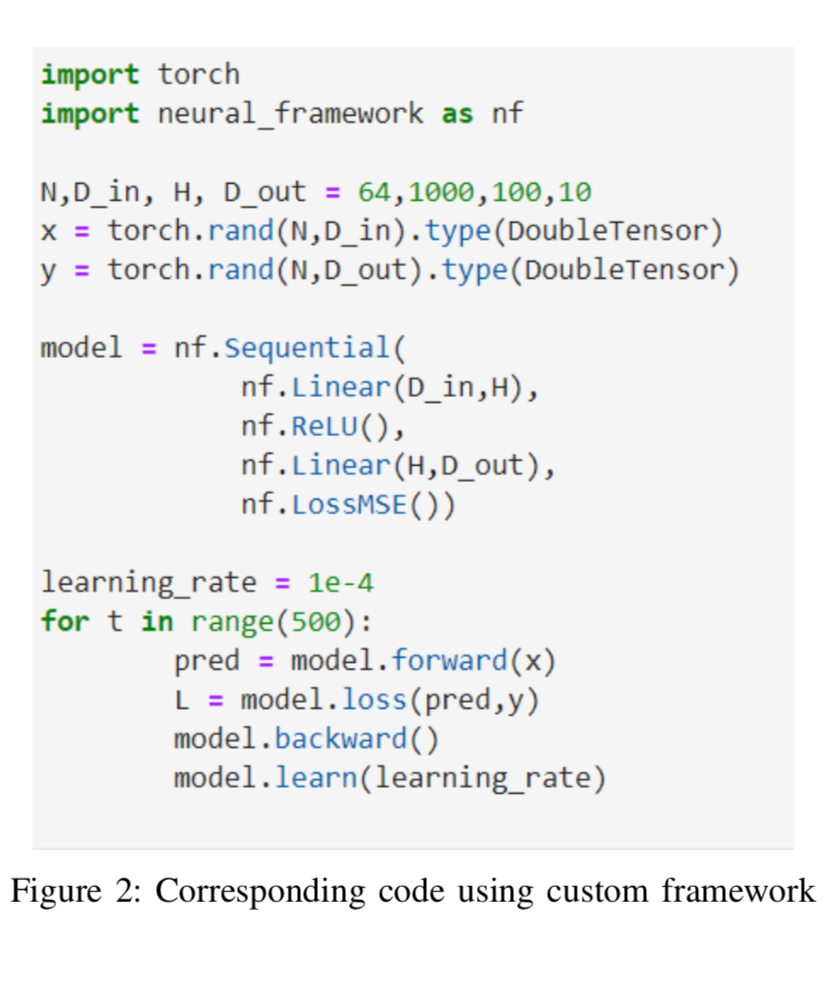 import torch
import neural_framework as nf
N,D_in, H, D_out = 64,1000,100,10
x = torch.rand(N,D_in).type(DoubleTensor)
y = torch.rand(N,D_out).type(DoubleTensor)
model = nf.Sequential(
nf.Linear(D_in,H),
nf.ReLU(),
nf.Linear(H,D_out),
nf.LossMSE())
learning_rate = 1e-4
for t in range(500):
pred = model.forward(x)
L = model.loss(pred,y)
model.backward()
model.learn(learning_rate)
Figure 2: Corresponding code using custom framework